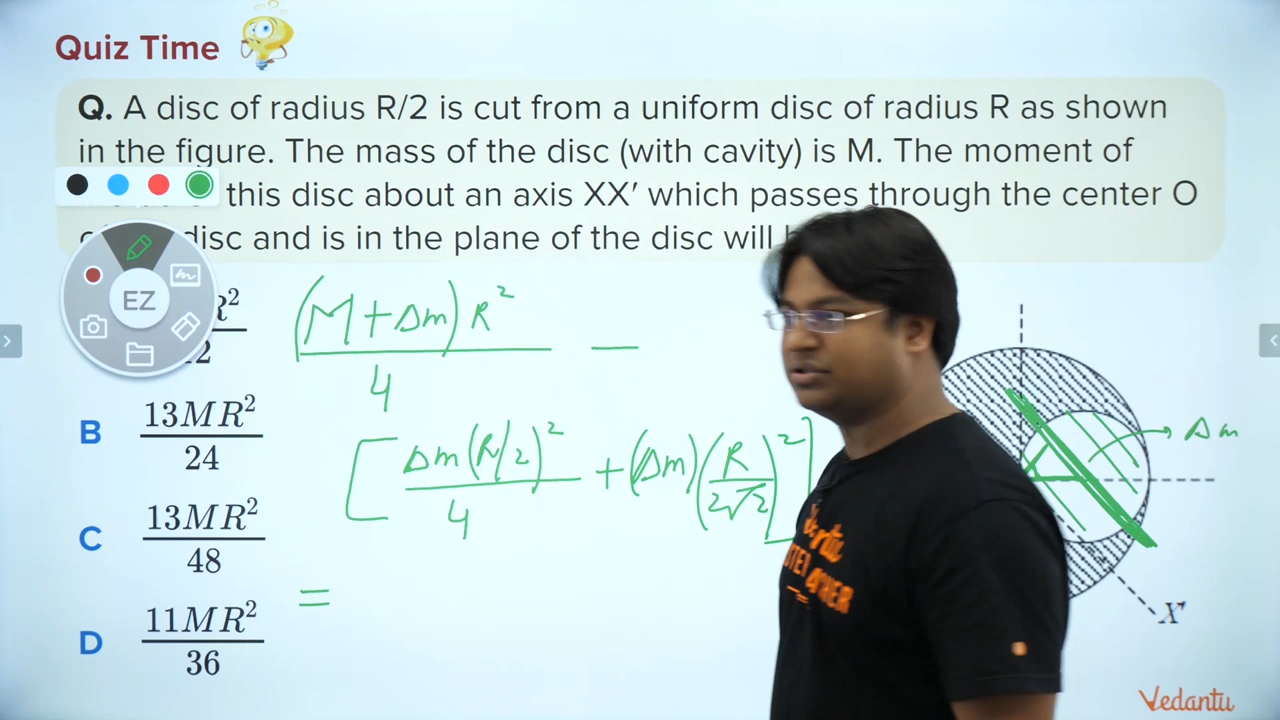 Quiz Time
Q. A disc of radius R/2 is cut from a uniform disc of radius R as shown
in the figure. The mass of the disc (with cavity) is M. The moment of
this disc about an axis XX′ which passes through the center O
disc and is in the plane of the disc will
EZ
R²
2
B 13MR²/24
C 13MR²/48
D 11MR²/36
(M+Δm)R²/4 −
[Δm(R/2)²/4 + (Δm)(R/2√2)²]
=
Δm
X′
Vedantu